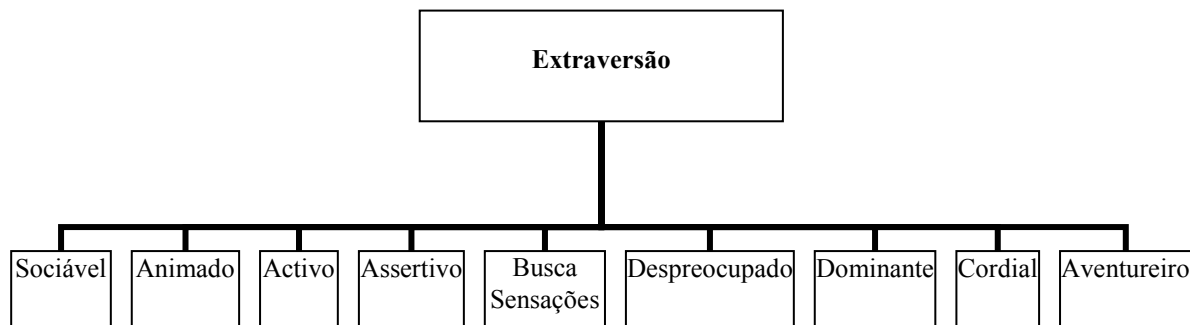 Extraversão
Sociável
Animado
Activo
Assertivo
Busca
Sensações
Despreocupado
Dominante
Cordial
Aventureiro